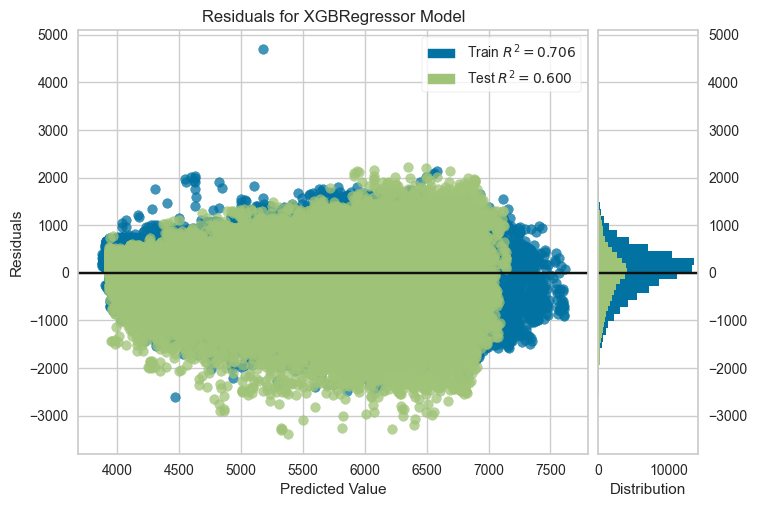 Residuals for XGBRegressor Model
Train R² = 0.706
Test R² = 0.600
5000
4000
3000
2000
1000
0
−1000
−2000
−3000
Residuals
4000 4500 5000 5500 6000 6500 7000 7500
Predicted Value
5000
4000
3000
2000
1000
0
−1000
−2000
−3000
0 10000
Distribution